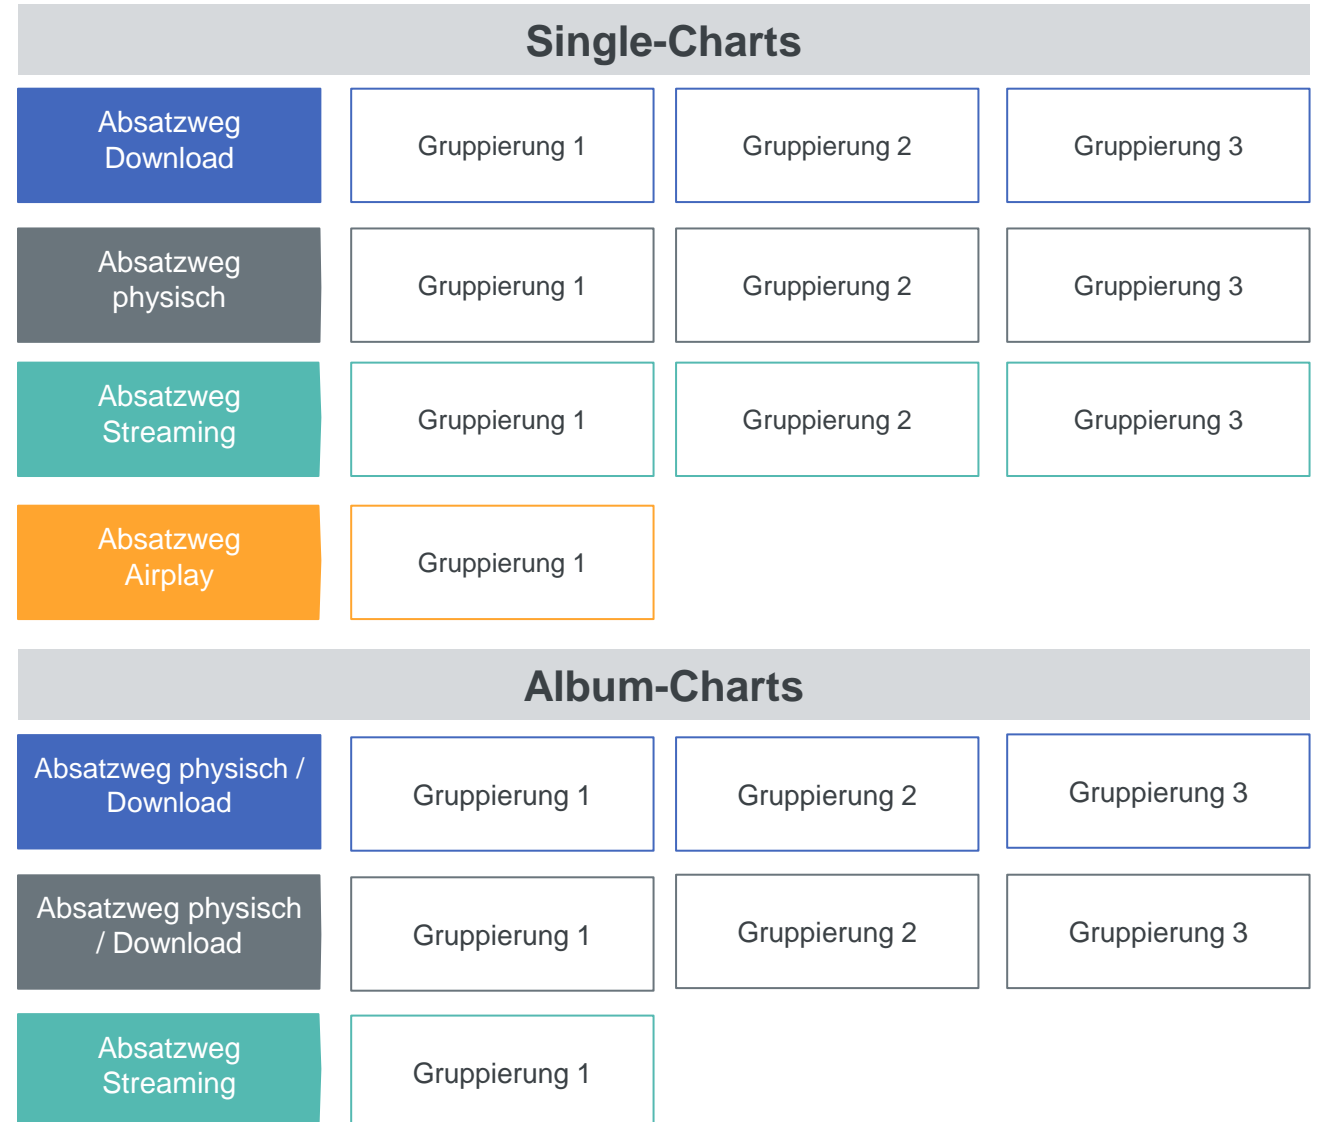 Single-Charts
Absatzweg
Download
Gruppierung 1
Gruppierung 2
Gruppierung 3
Absatzweg
physisch
Gruppierung 1
Gruppierung 2
Gruppierung 3
Absatzweg
Streaming
Gruppierung 1
Gruppierung 2
Gruppierung 3
Absatzweg
Airplay
Gruppierung 1
Album-Charts
Absatzweg physisch /
Download
Gruppierung 1
Gruppierung 2
Gruppierung 3
Absatzweg physisch
/ Download
Gruppierung 1
Gruppierung 2
Gruppierung 3
Absatzweg
Streaming
Gruppierung 1